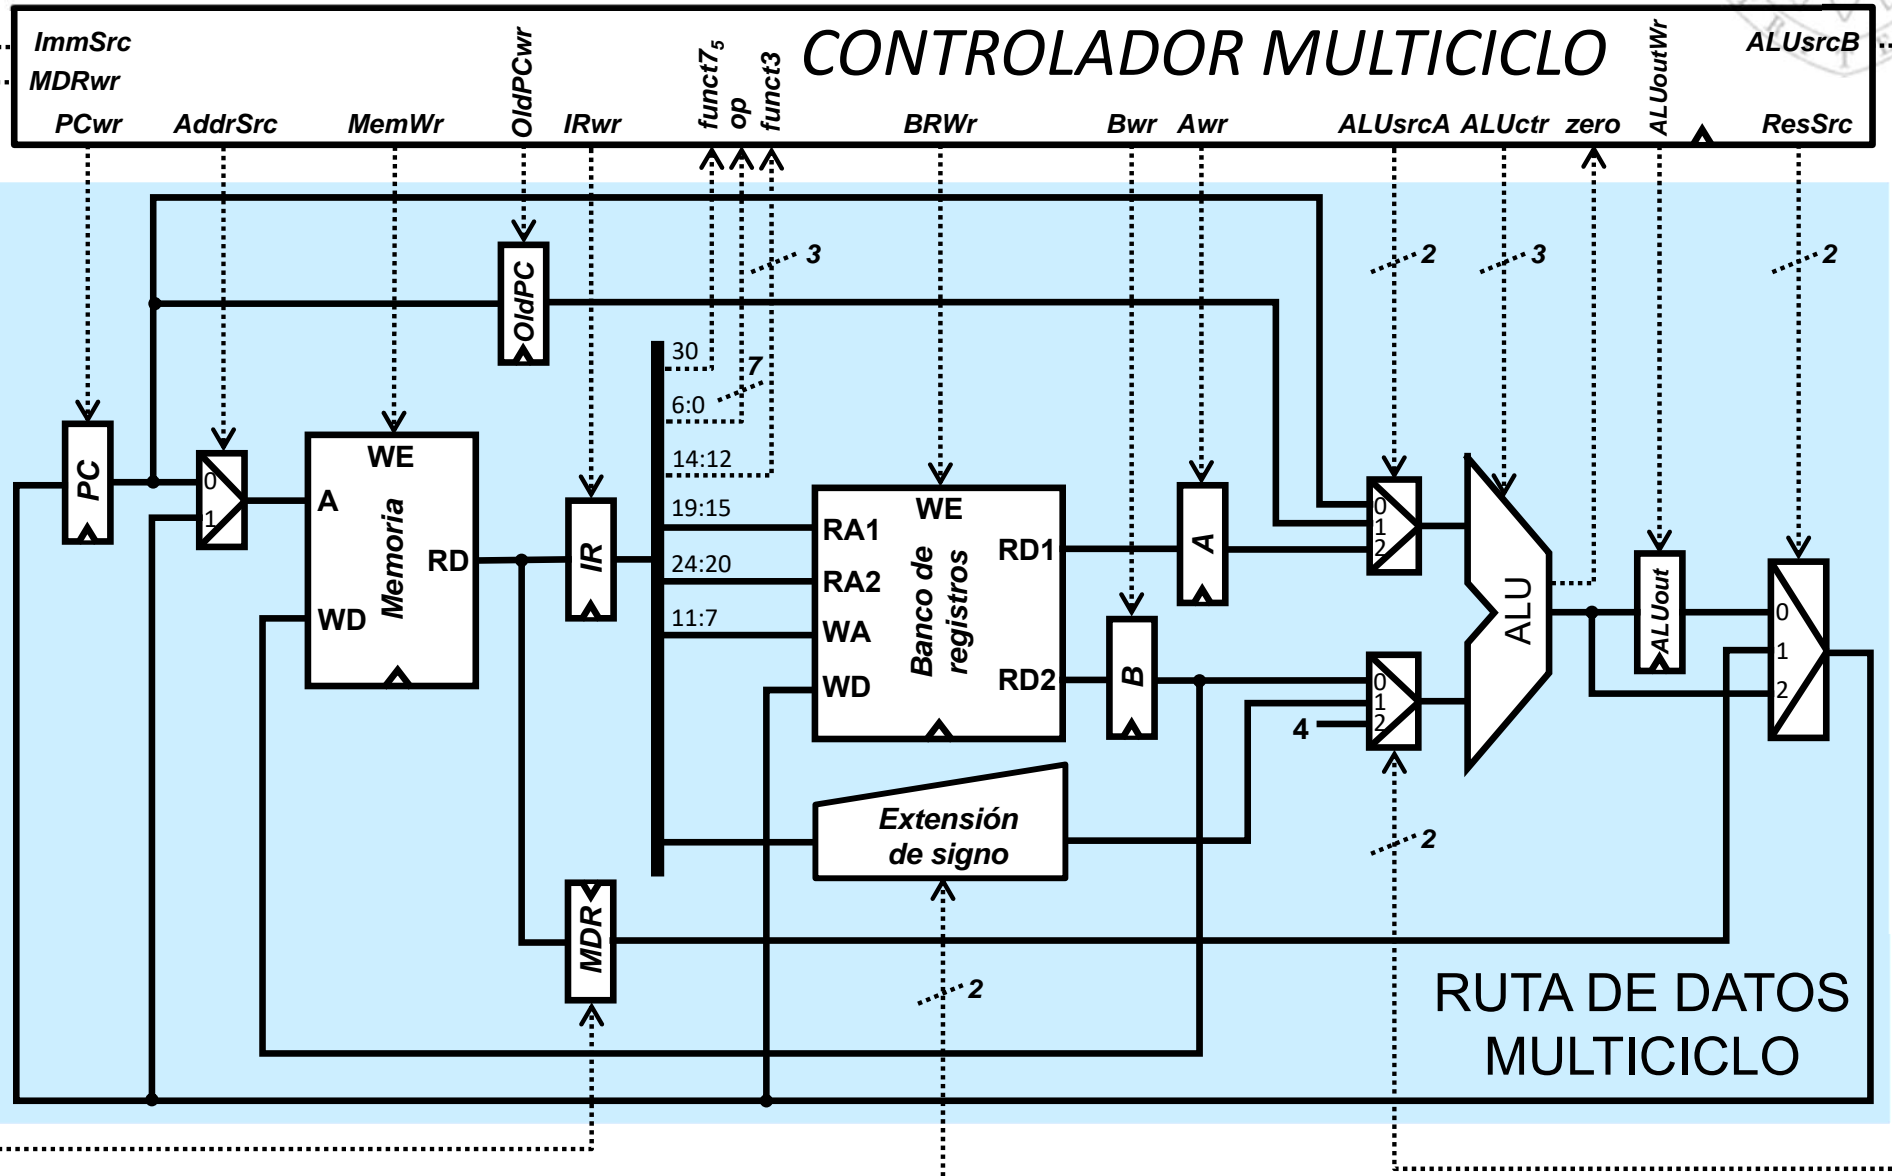 CONTROLADOR MULTICICLO
ImmSrc
MDRwr
PCwr
AddrSrc
MemWr
OldPCwr
IRwr
funct7₅
op
funct3
BRWr
Bwr
Awr
ALUsrcA
ALUctr
zero
ALUoutWr
ALUsrcB
ResSrc
3
2
3
2
OldPC
30
7
6:0
14:12
19:15
24:20
11:7
PC
0
1
WE
A
Memoria
RD
WD
IR
WE
RA1
RA2
WA
WD
Banco de
registros
RD1
RD2
A
B
0
1
2
0
1
2
4
ALU
ALUout
0
1
2
Extensión
de signo
2
MDR
2
RUTA DE DATOS
MULTICICLO